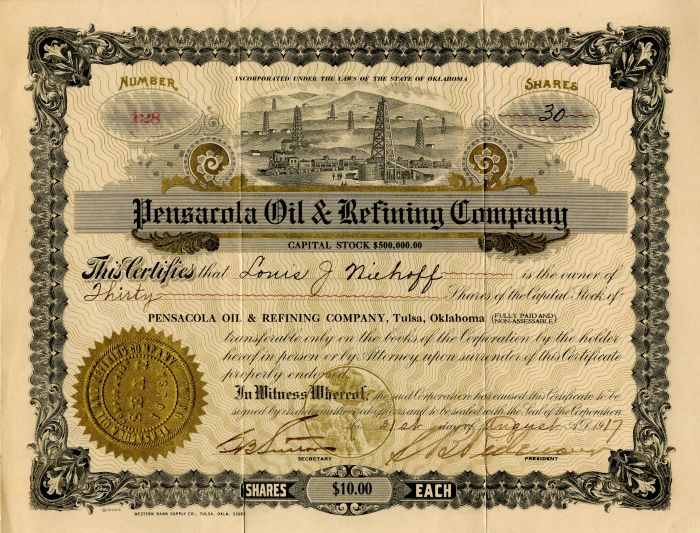 INCORPORATED UNDER THE LAWS OF THE STATE OF OKLAHOMA
NUMBER
128
SHARES
30
Pensacola Oil & Refining Company
CAPITAL STOCK $500,000.00
This Certifies that Louis J Niehoff is the owner of
Thirty Shares of the Capital Stock of
PENSACOLA OIL & REFINING COMPANY, Tulsa, Oklahoma (FULLY PAID AND NON-ASSESSABLE)
transferable only on the books of the Corporation by the holder
hereof in person or by Attorney upon surrender of this Certificate
properly endorsed.
In Witness Whereof, the said Corporation has caused this Certificate to be
signed by its duly authorized officers and to be sealed with the Seal of the Corporation
this 31st day of August A.D. 1917
SECRETARY
PRESIDENT
SHARES $10.00 EACH
WESTERN BANK SUPPLY CO., TULSA, OKLA.